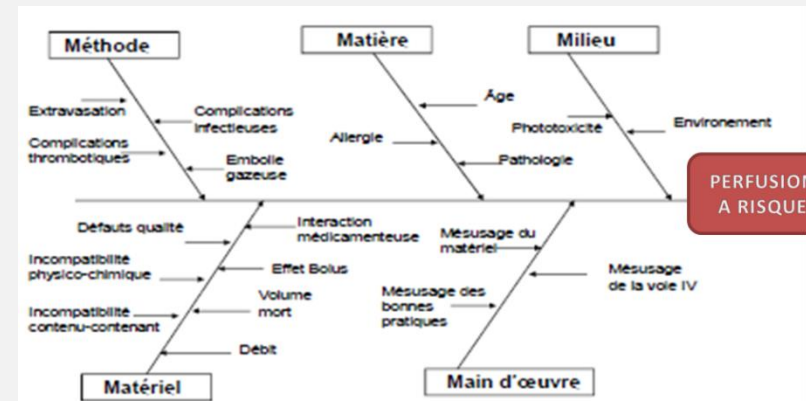 Méthode
Matière
Milieu
Extravasation
Complications
infectieuses
Complications
thrombotiques
Embolie
gazeuse
Âge
Allergie
Pathologie
Phototoxicité
Environement
PERFUSION
A RISQUE
Défauts qualité
Interaction
médicamenteuse
Incompatibilité
physico-chimique
Effet Bolus
Incompatibilité
contenu-contenant
Volume
mort
Débit
Mésusage du
matériel
Mésusage
de la voie IV
Mésusage des
bonnes
pratiques
Matériel
Main d'œuvre